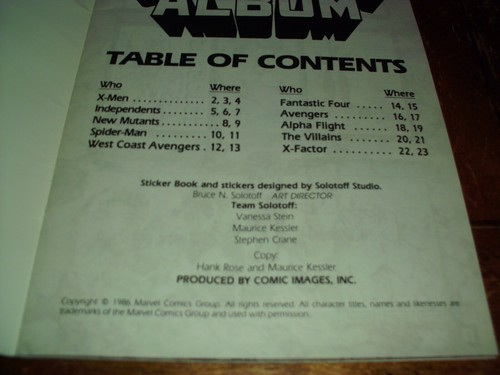 ALBUM
TABLE OF CONTENTS
Who Where
X-Men ............. 2, 3, 4
Independents ....... 5, 6, 7
New Mutants ......... 8, 9
Spider-Man ......... 10, 11
West Coast Avengers . 12, 13
Who Where
Fantastic Four ..... 14, 15
Avengers .......... 16, 17
Alpha Flight ....... 18, 19
The Villains ....... 20, 21
X-Factor .......... 22, 23
Sticker Book and stickers designed by Solotoff Studio.
Bruce N. Solotoff ART DIRECTOR
Team Solotoff:
Vanessa Stein
Maurice Kessler
Stephen Crane
Copy:
Hank Rose and Maurice Kessler
PRODUCED BY COMIC IMAGES, INC.
Copyright © 1986 Marvel Comics Group. All rights reserved. All character titles, names and likenesses are
trademarks of the Marvel Comics Group and used with permission.